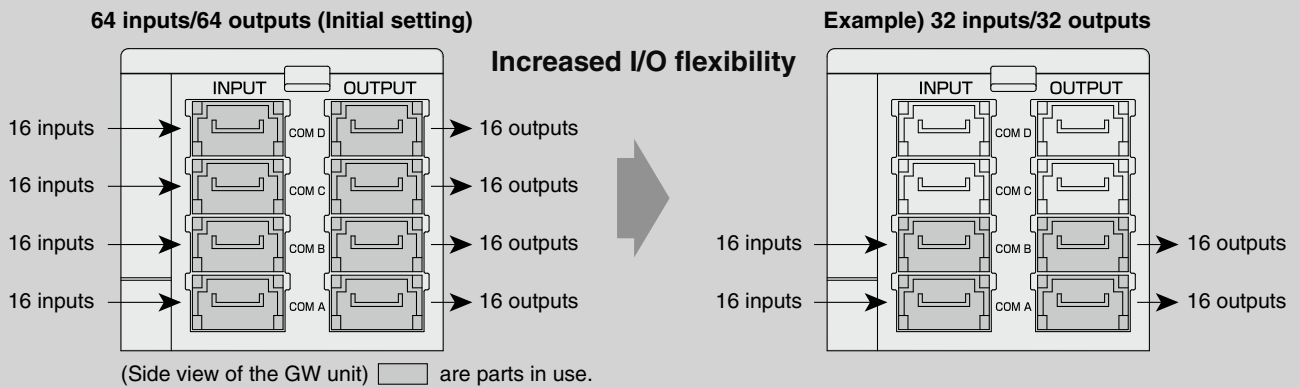 64 inputs/64 outputs (Initial setting)
Increased I/O flexibility
Example) 32 inputs/32 outputs
INPUT OUTPUT
16 inputs COM D 16 outputs
16 inputs COM C 16 outputs
16 inputs COM B 16 outputs
16 inputs COM A 16 outputs
(Side view of the GW unit) are parts in use.
INPUT OUTPUT
COM D
COM C
16 inputs COM B 16 outputs
16 inputs COM A 16 outputs